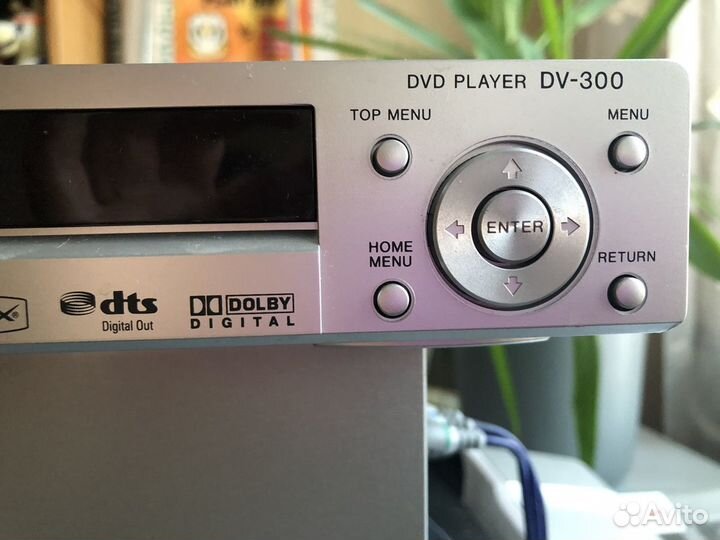 DVD PLAYER DV-300
TOP MENU
MENU
ENTER
HOME
MENU
RETURN
X®
dts
Digital Out
DOLBY
DIGITAL
Avito